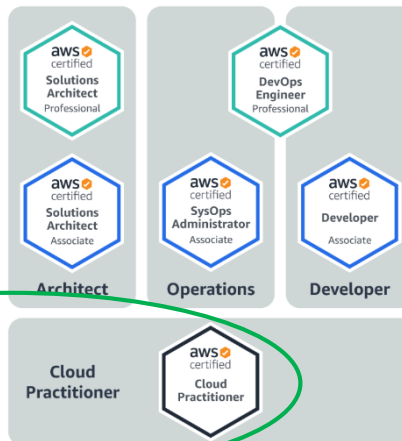 aws
certified
Solutions
Architect
Professional
aws
certified
DevOps
Engineer
Professional
aws
certified
Solutions
Architect
Associate
aws
certified
SysOps
Administrator
Associate
aws
certified
Developer
Associate
Architect
Operations
Developer
Cloud
Practitioner
aws
certified
Cloud
Practitioner